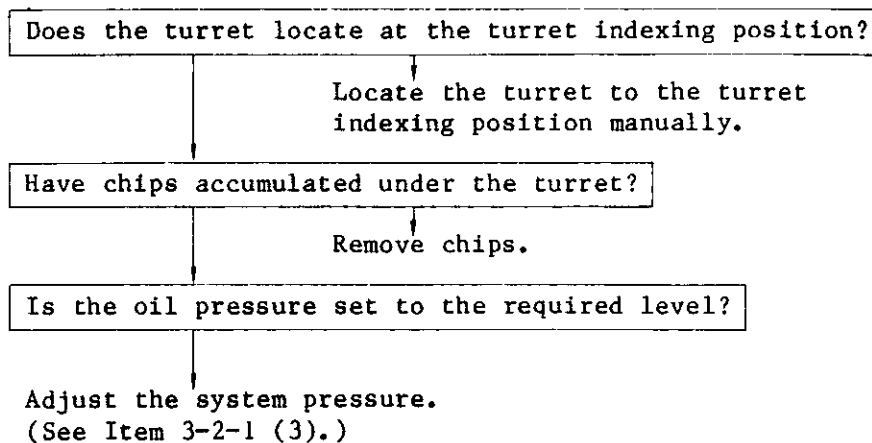 Does the turret locate at the turret indexing position?
Locate the turret to the turret
indexing position manually.
Have chips accumulated under the turret?
Remove chips.
Is the oil pressure set to the required level?
Adjust the system pressure.
(See Item 3-2-1 (3).)